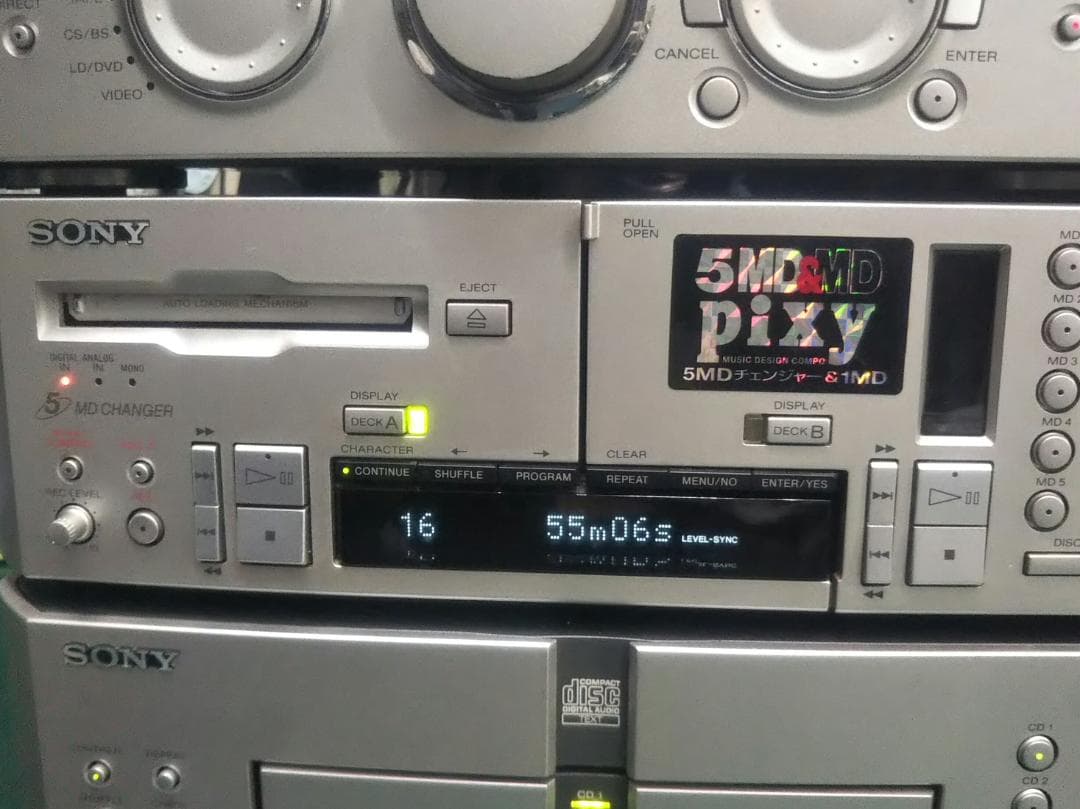 CS/BS
LD/DVD
VIDEO
CANCEL
ENTER
SONY
AUTO LOADING MECHANISM
EJECT
DIGITAL ANALOG
IN IN MONO
5 MD CHANGER
REC LEVEL
DISPLAY
DECK A
PULL
OPEN
5MD&MD
pixy
MUSIC DESIGN COMPO
5MDチェンジャー&1MD
DISPLAY
DECK B
CHARACTER ← → CLEAR
CONTINUE SHUFFLE PROGRAM REPEAT MENU/NO ENTER/YES
16 55m06s LEVEL-SYNC
MD 2
MD 3
MD 4
MD 5
SONY
COMPACT
disc
DIGITAL AUDIO
TEXT
CD 1
CD 1
CD 2